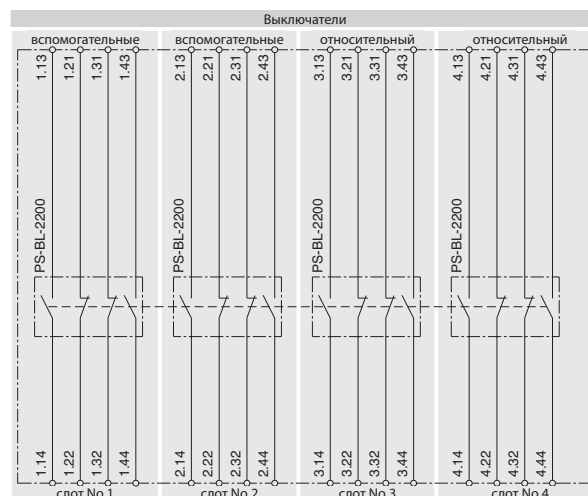 Выключатели
вспомогательные вспомогательные относительный относительный
1.13 1.21 1.31 1.43 2.13 2.21 2.31 2.43 3.13 3.21 3.31 3.43 4.13 4.21 4.31 4.43
PS-BL-2200 PS-BL-2200 PS-BL-2200 PS-BL-2200
1.14 1.22 1.32 1.44 2.14 2.22 2.32 2.44 3.14 3.22 3.32 3.44 4.14 4.22 4.32 4.44
слот No 1 слот No 2 слот No 3 слот No 4